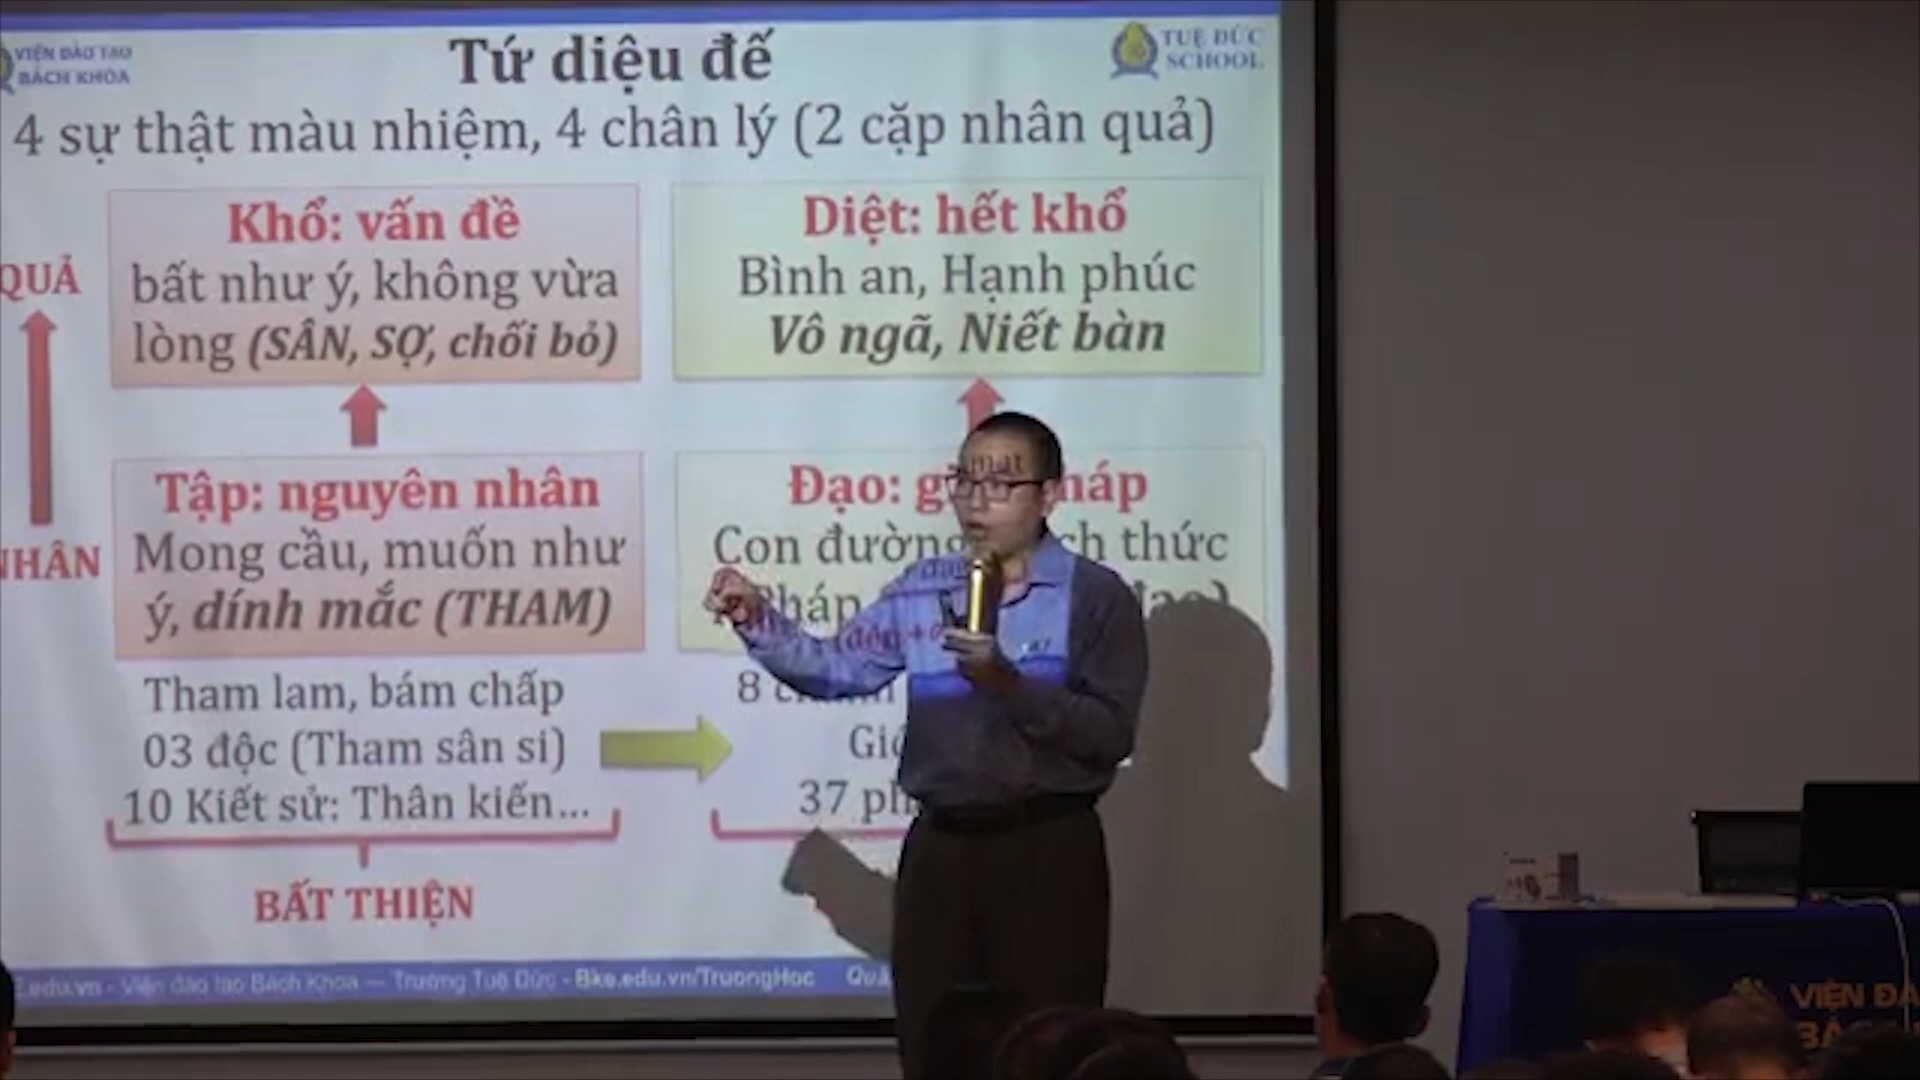 VIỆN ĐÀO TẠO
BÁCH KHOA
Tứ diệu đế
TUỆ ĐỨC
SCHOOL
4 sự thật màu nhiệm, 4 chân lý (2 cặp nhân quả)
QUẢ
Khổ: vấn đề
bất như ý, không vừa
lòng (SÂN, SỢ, chối bỏ)
Diệt: hết khổ
Bình an, Hạnh phúc
Vô ngã, Niết bàn
NHÂN
Tập: nguyên nhân
Mong cầu, muốn như
ý, dính mắc (THAM)
Đạo:
Con đường
thức
Tham lam, bám chấp
03 độc (Tham sân si)
10 Kiết sử: Thân kiến...
8
37
BẤT THIỆN
.edu.vn - Viện đào tạo Bách Khoa — Trường Tuệ Đức - Bke.edu.vn/TruongHoc
VIỆN